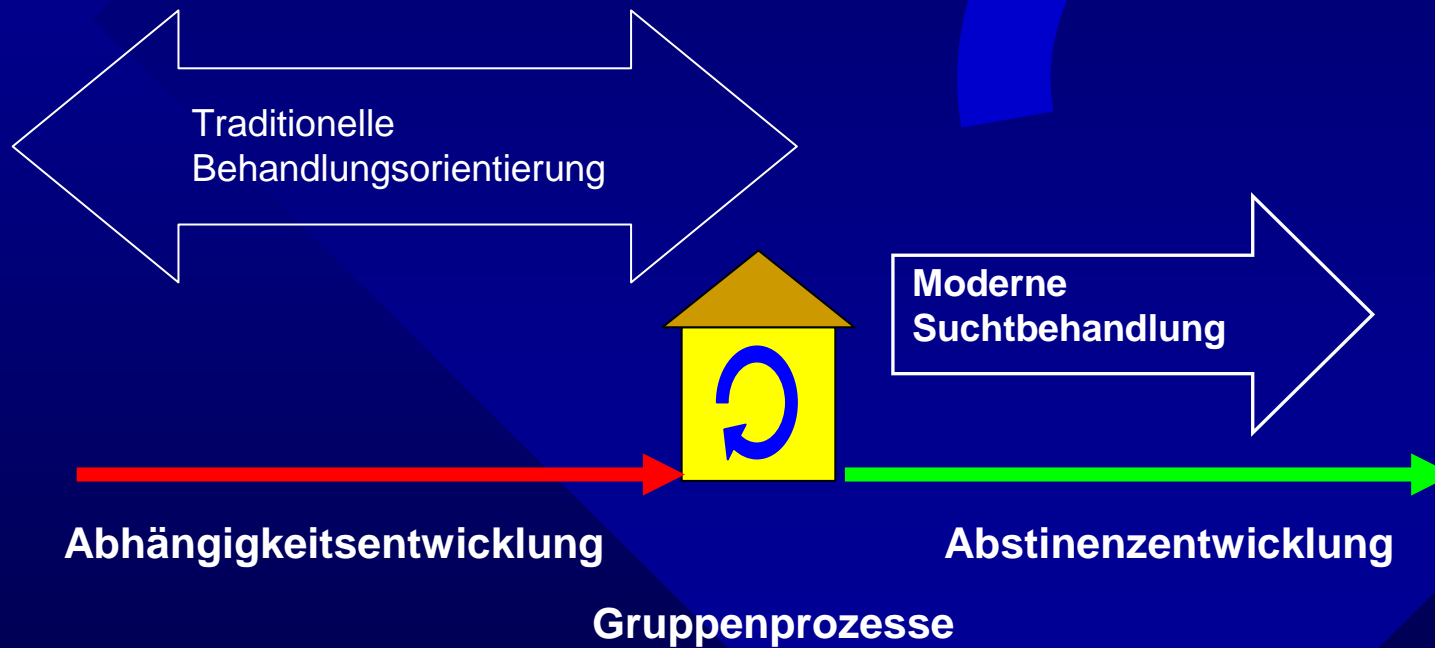 Traditionelle
Behandlungsorientierung
Moderne
Suchtbehandlung
Abhängigkeitsentwicklung
Abstinenzentwicklung
Gruppenprozesse